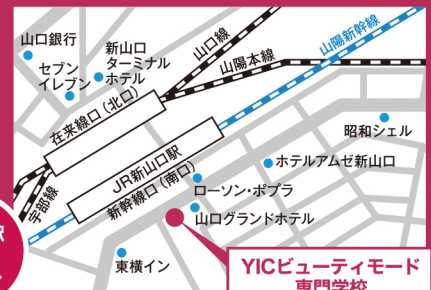 山口銀行
セブン
イレブン
新山口
ターミナル
ホテル
山口線
山陽本線
山陽新幹線
在来線口(北口)
昭和シェル
JR新山口駅
新幹線口(南口)
ホテルアムゼ新山口
宇部線
ローソン・ポプラ
山口グランドホテル
東横イン
YICビューティモード
専門学校